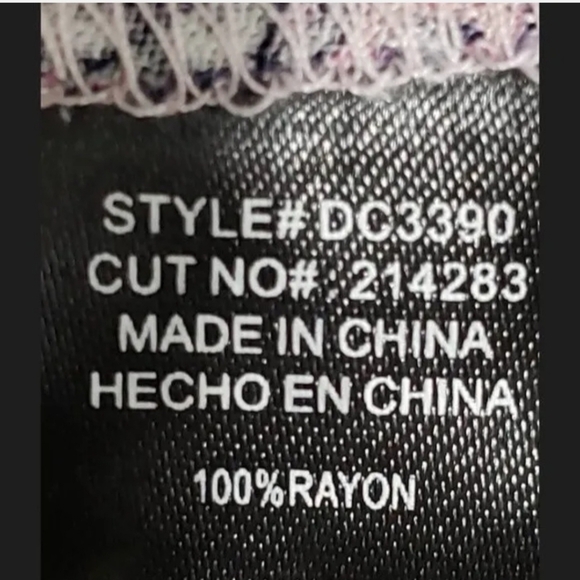 STYLE# DC3390
CUT NO#: 214283
MADE IN CHINA
HECHO EN CHINA
100%RAYON